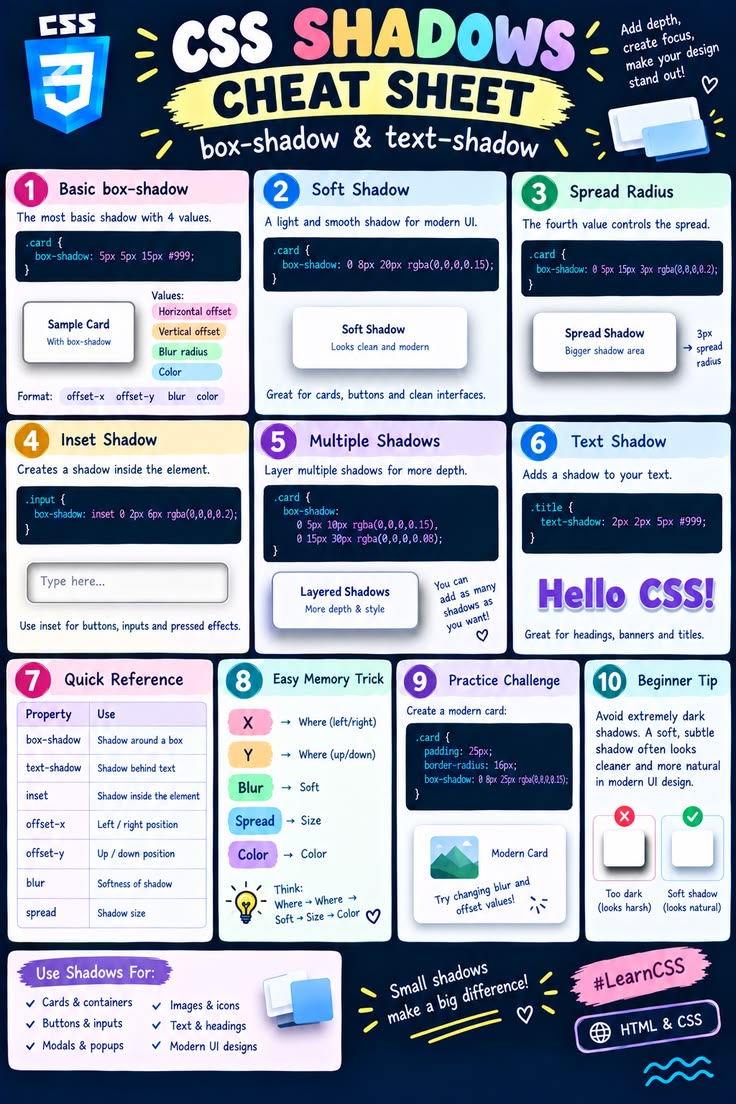 CSS
3
CSS SHADOWS
CHEAT SHEET
box-shadow & text-shadow
Add depth,
create focus,
make your design
stand out!
1 Basic box-shadow
The most basic shadow with 4 values.
.card {
box-shadow: 5px 5px 15px #999;
}
Sample Card
With box-shadow
Values:
Horizontal offset
Vertical offset
Blur radius
Color
Format: offset-x offset-y blur color
2 Soft Shadow
A light and smooth shadow for modern UI.
.card {
box-shadow: 0 8px 20px rgba(0,0,0,0.15);
}
Soft Shadow
Looks clean and modern
Great for cards, buttons and clean interfaces.
3 Spread Radius
The fourth value controls the spread.
.card {
box-shadow: 0 5px 15px 3px rgba(0,0,0,0.2);
}
Spread Shadow
Bigger shadow area
→ 3px
spread
radius
4 Inset Shadow
Creates a shadow inside the element.
.input {
box-shadow: inset 0 2px 6px rgba(0,0,0,0.2);
}
Type here...
Use inset for buttons, inputs and pressed effects.
5 Multiple Shadows
Layer multiple shadows for more depth.
.card {
box-shadow:
0 5px 10px rgba(0,0,0,0.15),
0 15px 30px rgba(0,0,0,0.08);
}
Layered Shadows
More depth & style
You can
add as many
shadows as
you want!
6 Text Shadow
Adds a shadow to your text.
.title {
text-shadow: 2px 2px 5px #999;
}
Hello CSS!
Great for headings, banners and titles.
7 Quick Reference
Property Use
box-shadow Shadow around a box
text-shadow Shadow behind text
inset Shadow inside the element
offset-x Left / right position
offset-y Up / down position
blur Softness of shadow
spread Shadow size
8 Easy Memory Trick
X → Where (left/right)
Y → Where (up/down)
Blur → Soft
Spread → Size
Color → Color
Think:
Where → Where →
Soft → Size → Color
9 Practice Challenge
Create a modern card:
.card {
padding: 25px;
border-radius: 16px;
box-shadow: 0 8px 25px rgba(0,0,0,0.15);
}
Modern Card
Try changing blur and
offset values!
10 Beginner Tip
Avoid extremely dark
shadows. A soft, subtle
shadow often looks
cleaner and more natural
in modern UI design.
Too dark
(looks harsh)
Soft shadow
(looks natural)
Use Shadows For:
Cards & containers
Buttons & inputs
Modals & popups
Images & icons
Text & headings
Modern UI designs
Small shadows
make a big difference!
#LearnCSS
HTML & CSS